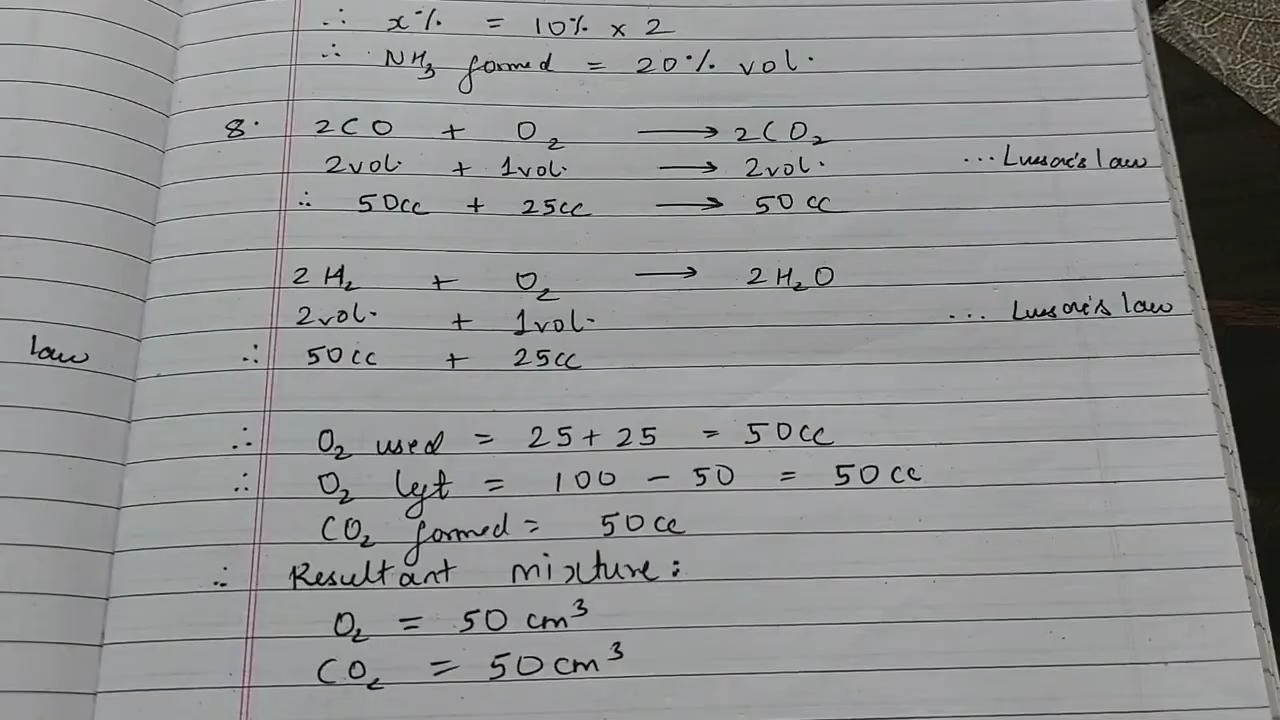 ∴ x% = 10% × 2
∴ NH₃ formed = 20% vol.
8. 2CO + O₂ ⟶ 2CO₂
2vol. + 1vol. ⟶ 2vol. ... Lussac's law
∴ 50cc + 25cc ⟶ 50cc
2H₂ + O₂ ⟶ 2H₂O
2vol. + 1vol. ... Lussac's law
law
∴ 50cc + 25cc
∴ O₂ used = 25 + 25 = 50cc
∴ O₂ left = 100 - 50 = 50cc
CO₂ formed = 50cc
∴ Resultant mixture:
O₂ = 50 cm³
CO₂ = 50 cm³